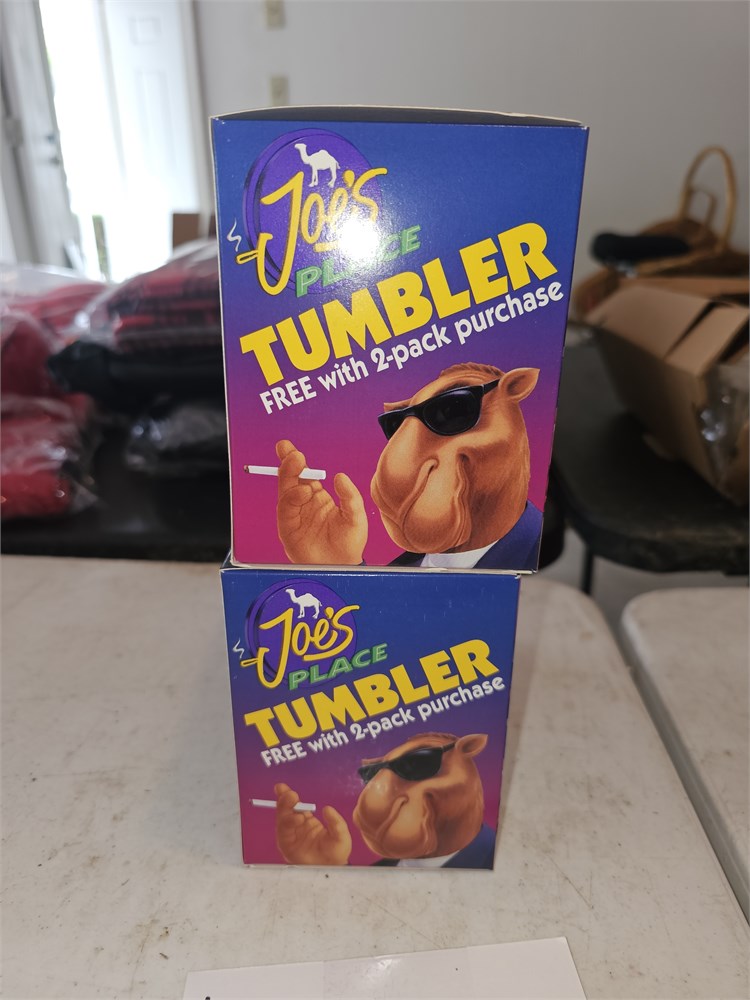 Joe's
PLACE
TUMBLER
FREE with 2-pack purchase
Joe's
PLACE
TUMBLER
FREE with 2-pack purchase